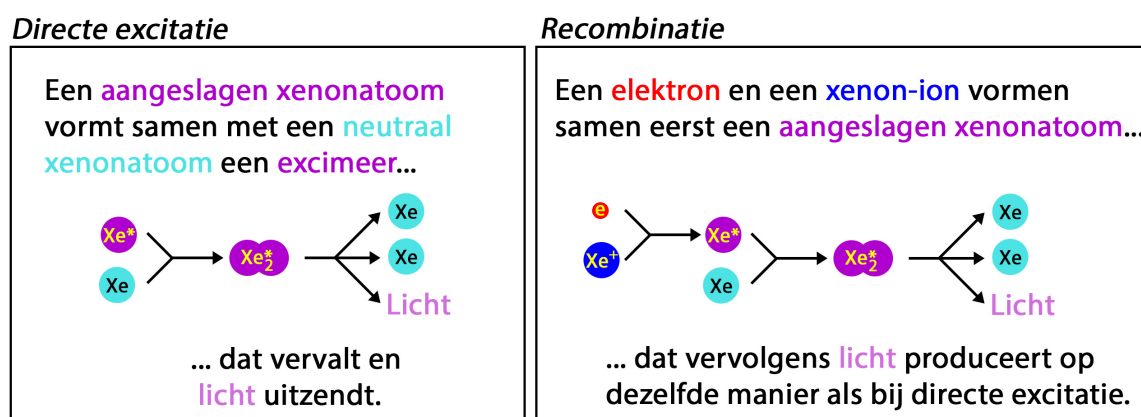 Directe excitatie
Een aangeslagen xenonatoom
vormt samen met een neutraal
xenonatoom een excimeer...
Xe*
Xe
Xe₂*
Xe
Xe
Licht
... dat vervalt en
licht uitzendt.
Recombinatie
Een elektron en een xenon-ion vormen
samen eerst een aangeslagen xenonatoom...
e
Xe⁺
Xe*
Xe
Xe₂*
Xe
Xe
Licht
... dat vervolgens licht produceert op
dezelfde manier als bij directe excitatie.